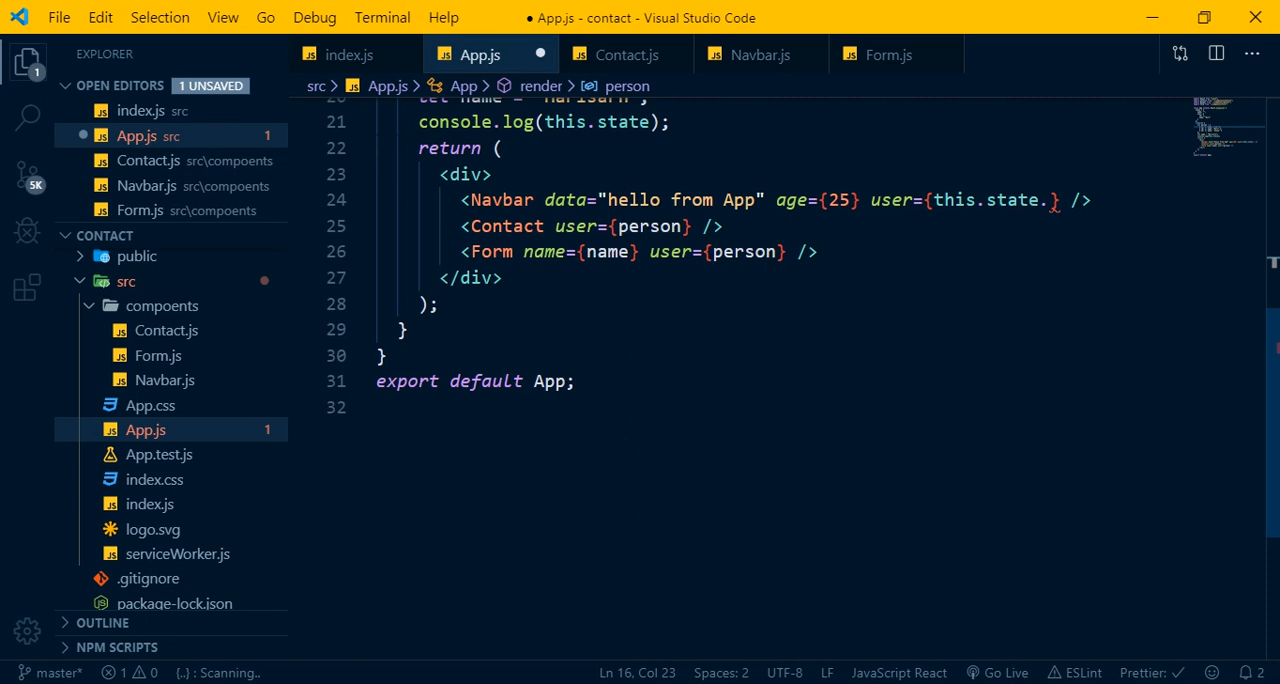 File Edit Selection View Go Debug Terminal Help ● App.js - contact - Visual Studio Code
EXPLORER
OPEN EDITORS 1 UNSAVED
index.js src
App.js src 1
Contact.js src\compoents
Navbar.js src\compoents
Form.js src\compoents
CONTACT
public
src
compoents
Contact.js
Form.js
Navbar.js
App.css
App.js 1
App.test.js
index.css
index.js
logo.svg
serviceWorker.js
.gitignore
package-lock.json
OUTLINE
NPM SCRIPTS
1
5K
index.js App.js Contact.js Navbar.js Form.js
src > App.js > App > render > person
21 console.log(this.state);
22 return (
23 <div>
24 <Navbar data="hello from App" age={25} user={this.state.} />
25 <Contact user={person} />
26 <Form name={name} user={person} />
27 </div>
28 );
29 }
30 }
31 export default App;
32
master* 1 0 {..} : Scanning.. Ln 16, Col 23 Spaces: 2 UTF-8 LF JavaScript React Go Live ESLint Prettier: ✓ 2